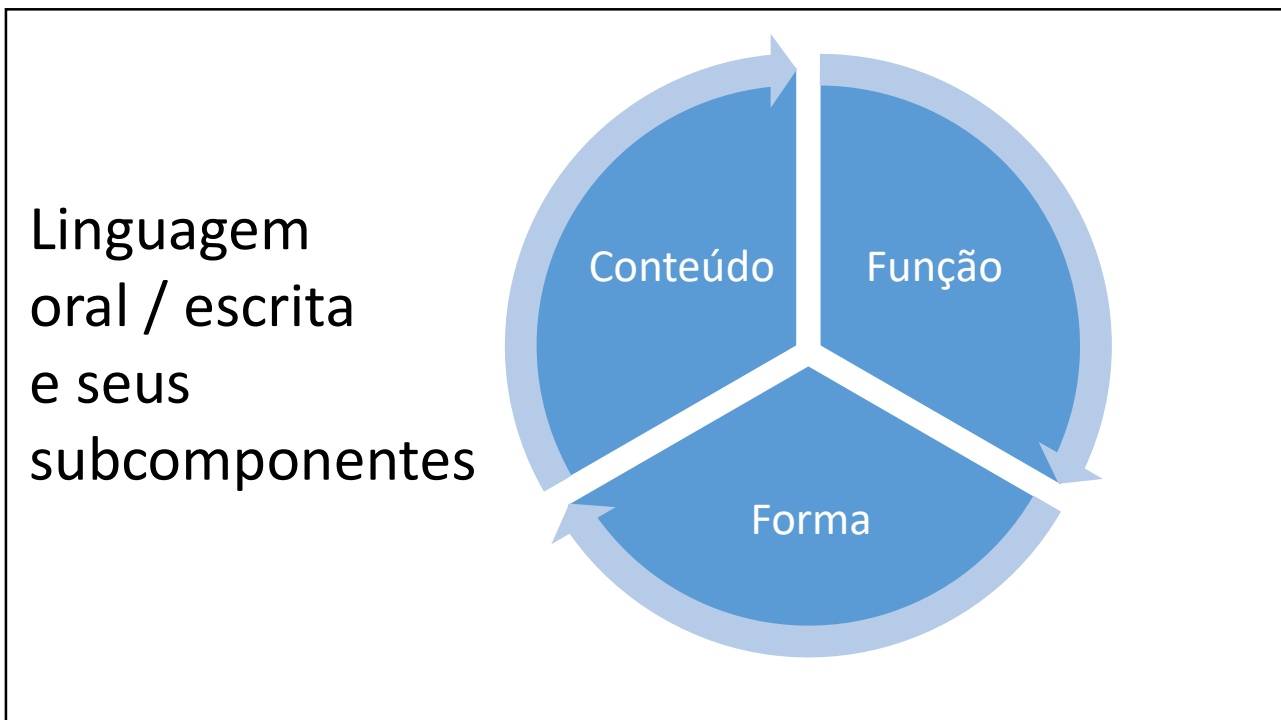 Linguagem
oral / escrita
e seus
subcomponentes
Conteúdo
Função
Forma